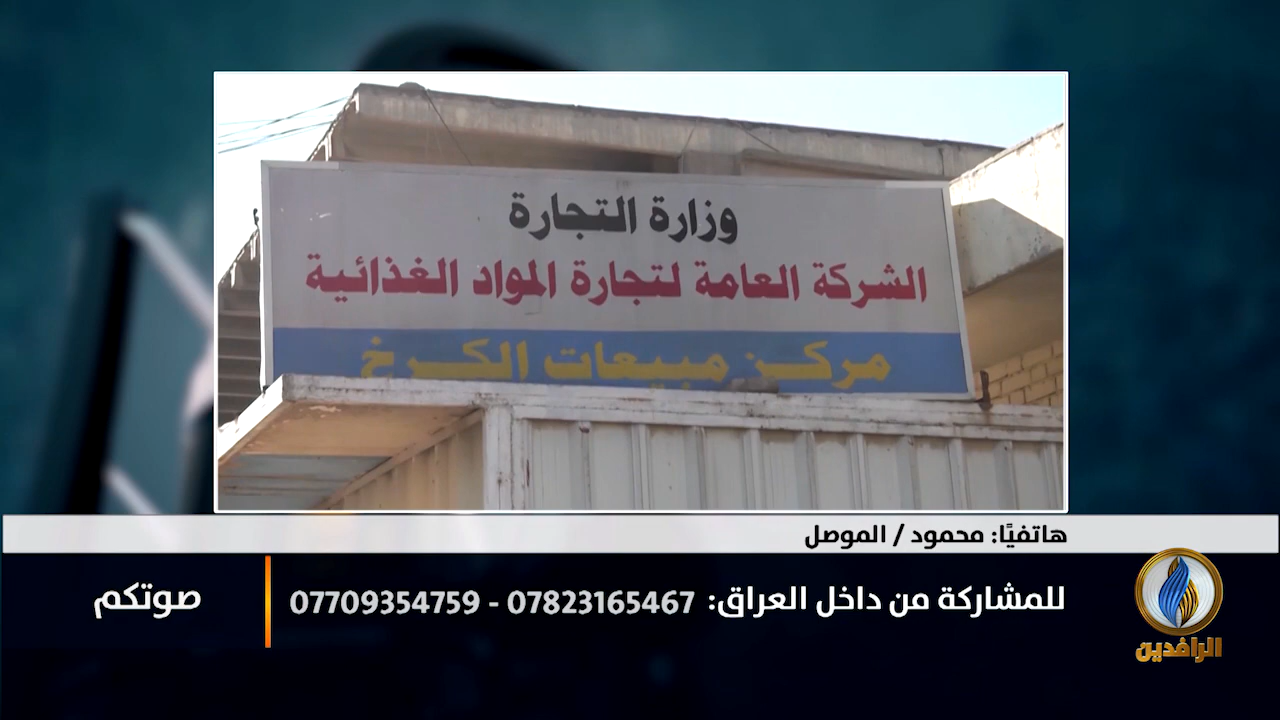 وزارة التجارة
الشركة العامة لتجارة المواد الغذائية
مركز مبيعات الكرخ
هاتفيًا: محمود / الموصل
للمشاركة من داخل العراق: 07823165467 - 07709354759
صوتكم
الرافدين